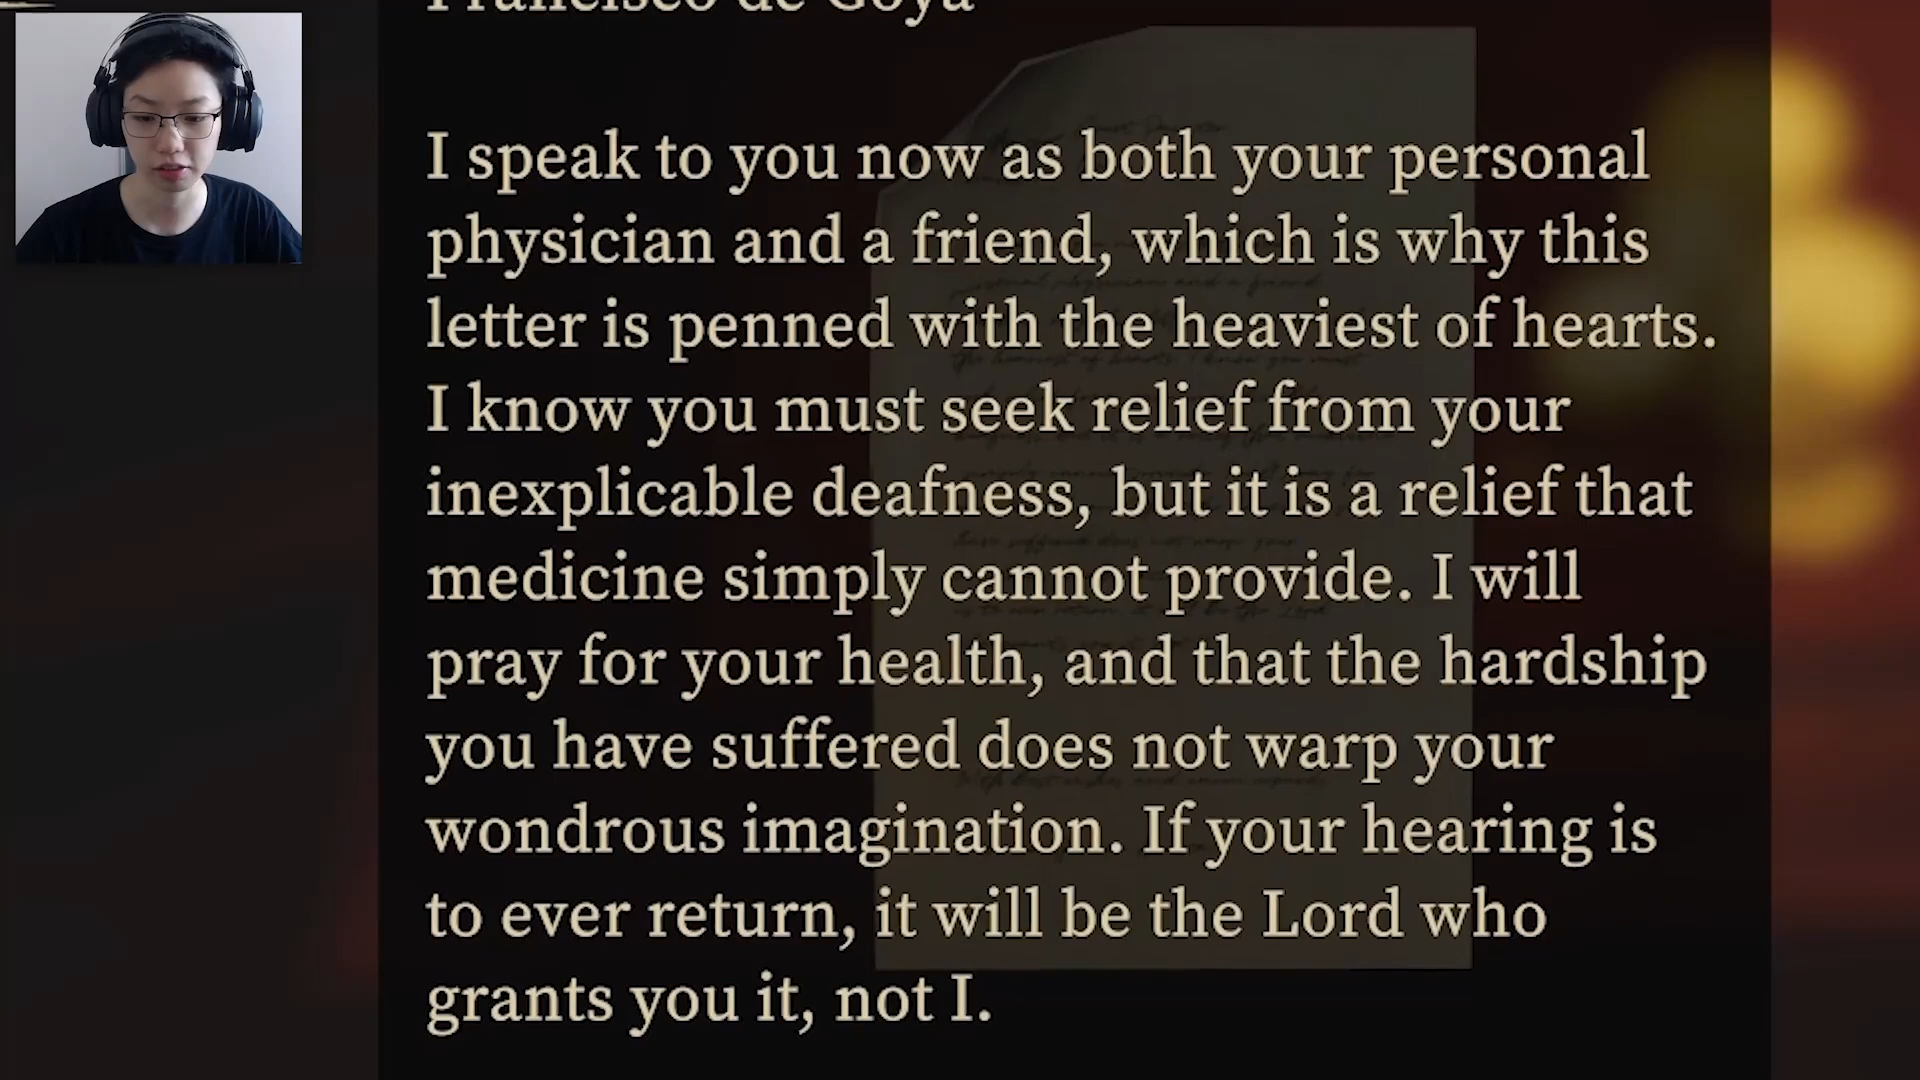 Francisco de Goya
I speak to you now as both your personal
physician and a friend, which is why this
letter is penned with the heaviest of hearts.
I know you must seek relief from your
inexplicable deafness, but it is a relief that
medicine simply cannot provide. I will
pray for your health, and that the hardship
you have suffered does not warp your
wondrous imagination. If your hearing is
to ever return, it will be the Lord who
grants you it, not I.